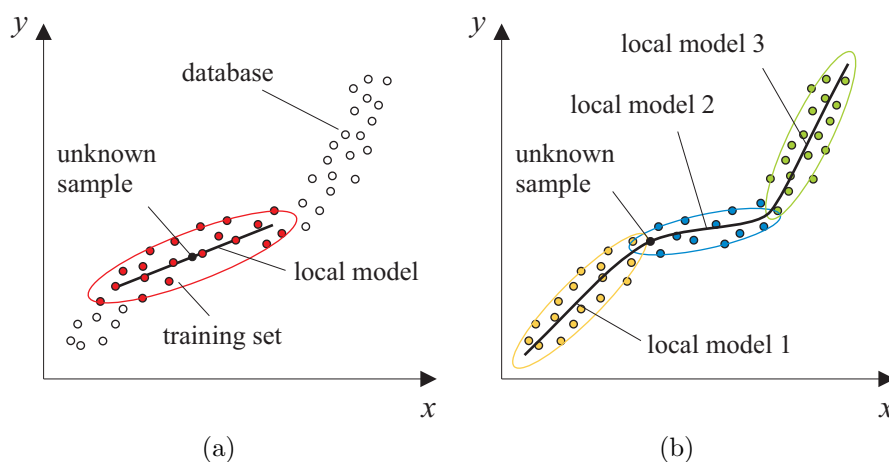 y
database
unknown
sample
local model
training set
x
(a)
y
local model 3
local model 2
unknown
sample
local model 1
x
(b)